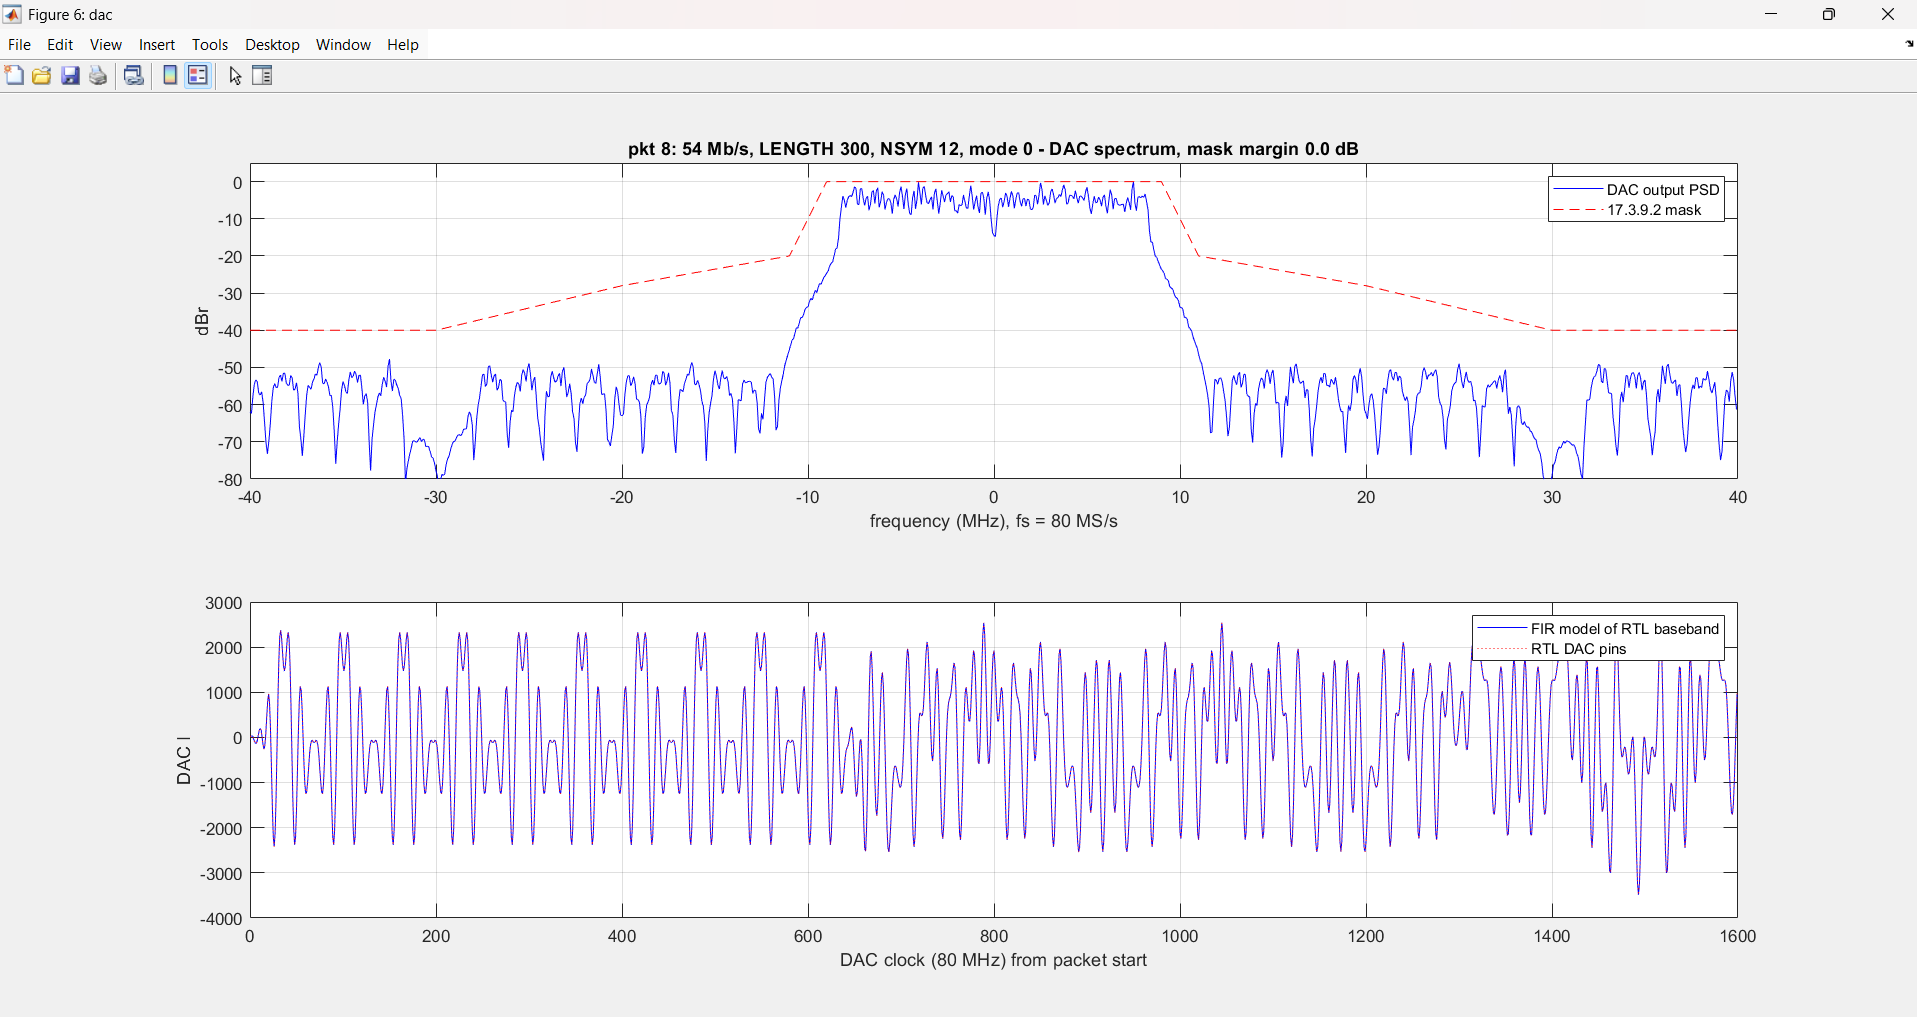 Figure 6: dac
File Edit View Insert Tools Desktop Window Help
pkt 8: 54 Mb/s, LENGTH 300, NSYM 12, mode 0 - DAC spectrum, mask margin 0.0 dB
0
-10
-20
-30
-40
-50
-60
-70
-80
dBr
DAC output PSD
17.3.9.2 mask
-40 -30 -20 -10 0 10 20 30 40
frequency (MHz), fs = 80 MS/s
3000
2000
1000
0
-1000
-2000
-3000
-4000
DAC I
FIR model of RTL baseband
RTL DAC pins
0 200 400 600 800 1000 1200 1400 1600
DAC clock (80 MHz) from packet start